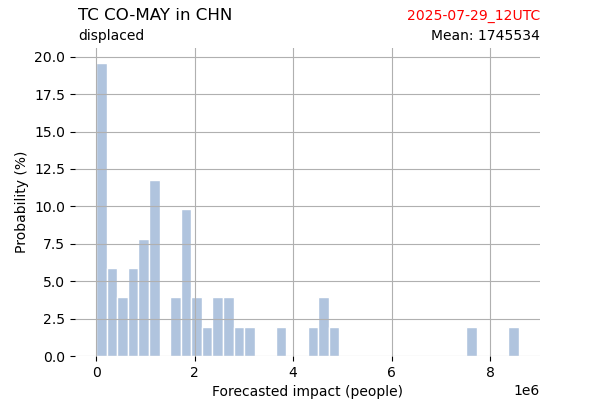 TC CO-MAY in CHN
2025-07-29_12UTC
displaced
Mean: 1745534
20.0
17.5
15.0
12.5
10.0
7.5
5.0
2.5
0.0
Probability (%)
0 2 4 6 8
1e6
Forecasted impact (people)